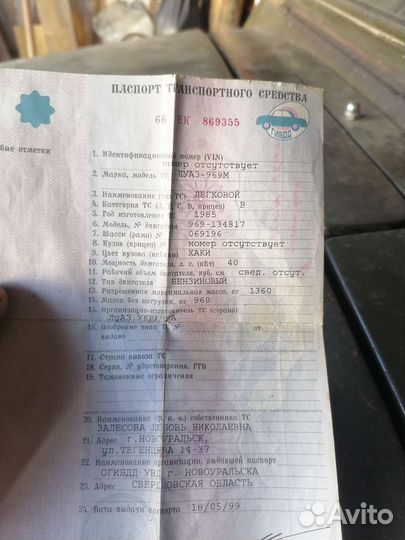 ПАСПОРТ ТРАНСПОРТНОГО СРЕДСТВА
66 ЕК 869355
ГИБДД
бые отметки
1. Идентификационный номер (VIN)
номер отсутствует
2. Марка, модель ТС ЛУАЗ-969М
3. Наименование (тип ТС) ЛЕГКОВОЙ
4. Категория ТС (А, В, С, D, прицеп) В
5. Год изготовления ТС 1985
6. Модель, № двигателя 969-134817
7. Шасси (рама) № 069196
8. Кузов (прицеп) № номер отсутствует
9. Цвет кузова (кабины) ХАКИ
10. Мощность двигателя, л. с. (кВт) 40
11. Рабочий объем двигателя, куб. см свед. отсут.
12. Тип двигателя БЕНЗИНОВЫЙ
13. Разрешенная максимальная масса, кг 1360
14. Масса без нагрузки, кг 960
15. Организация-изготовитель ТС (страна)
ЛуАЗ.УКРАИНА
16. Одобрение типа ТС № от
выдано
17. Страна вывоза ТС
18. Серия, № удостоверения, ГТД
19. Таможенные ограничения
20. Наименование (ф. и. о.) собственника ТС
ЗАЛЕСОВА ЛЮБОВЬ НИКОЛАЕВНА
21. Адрес г.НОВОУРАЛЬСК,
ул.ТЕГЕНЦЕВА 14-37
22. Наименование организации, выдавшей паспорт
ОГИБДД УВД г. НОВОУРАЛЬСКА
23. Адрес СВЕРДЛОВСКАЯ ОБЛАСТЬ
24. Дата выдачи паспорта 18/05/99
Avito